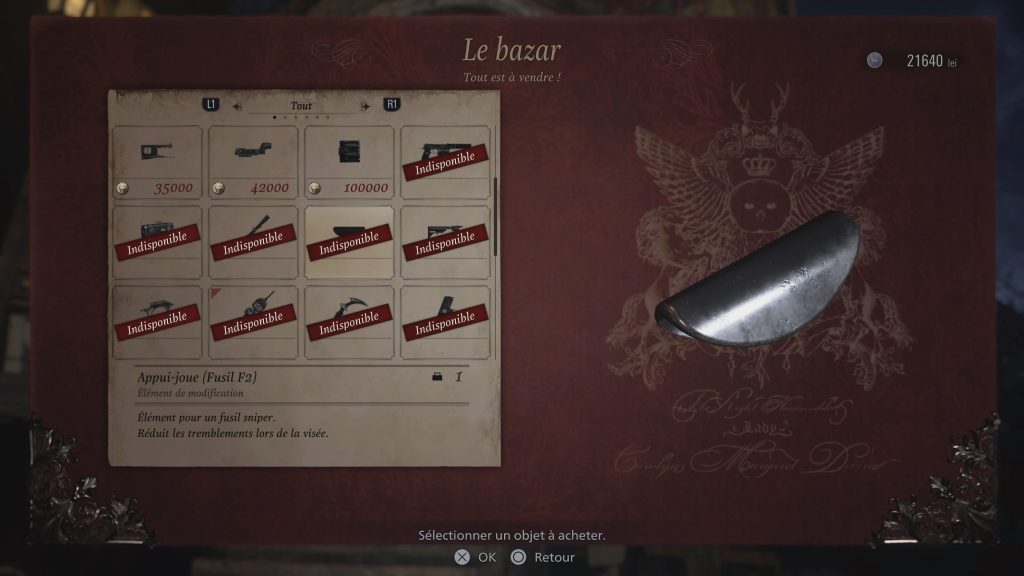 Le bazar
Tout est à vendre !
21640 lei
L1 Tout R1
35000 42000 100000 Indisponible
Indisponible Indisponible Indisponible Indisponible
Indisponible Indisponible Indisponible Indisponible
Appui-joue (Fusil F2) 1
Élément de modification
Élément pour un fusil sniper.
Réduit les tremblements lors de la visée.
Lady
Sélectionner un objet à acheter.
OK Retour